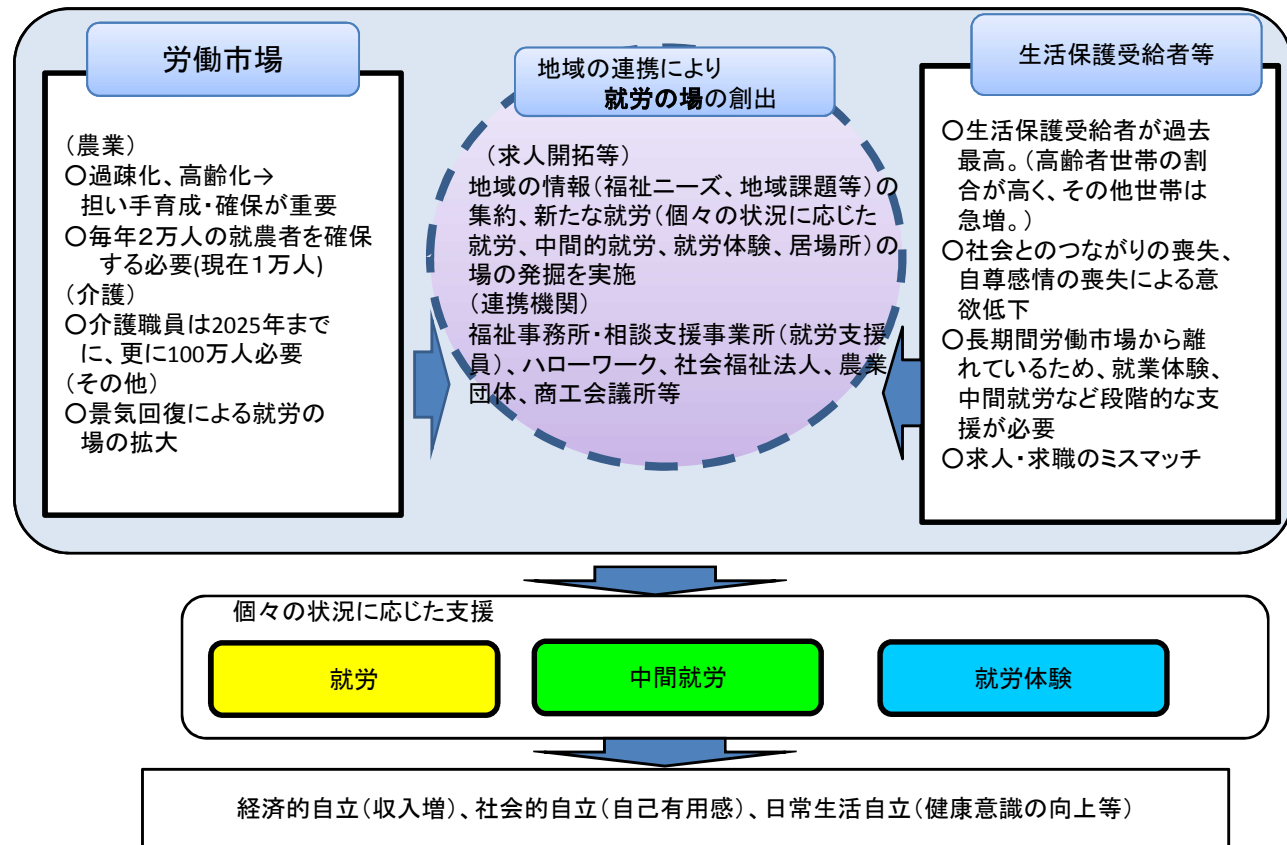 労働市場
(農業)
○過疎化、高齢化→
担い手育成・確保が重要
○毎年2万人の就農者を確保
する必要(現在1万人)
(介護)
○介護職員は2025年まで
に、更に100万人必要
(その他)
○景気回復による就労の
場の拡大
地域の連携により
就労の場の創出
(求人開拓等)
地域の情報(福祉ニーズ、地域課題等)の
集約、新たな就労(個々の状況に応じた
就労、中間的就労、就労体験、居場所)の
場の発掘を実施
(連携機関)
福祉事務所・相談支援事業所(就労支援
員)、ハローワーク、社会福祉法人、農業
団体、商工会議所等
生活保護受給者等
○生活保護受給者が過去
最高。(高齢者世帯の割
合が高く、その他世帯は
急増。)
○社会とのつながりの喪失、
自尊感情の喪失による意
欲低下
○長期間労働市場から離
れているため、就業体験、
中間就労など段階的な支
援が必要
○求人・求職のミスマッチ
個々の状況に応じた支援
就労
中間就労
就労体験
経済的自立(収入増)、社会的自立(自己有用感)、日常生活自立(健康意識の向上等)